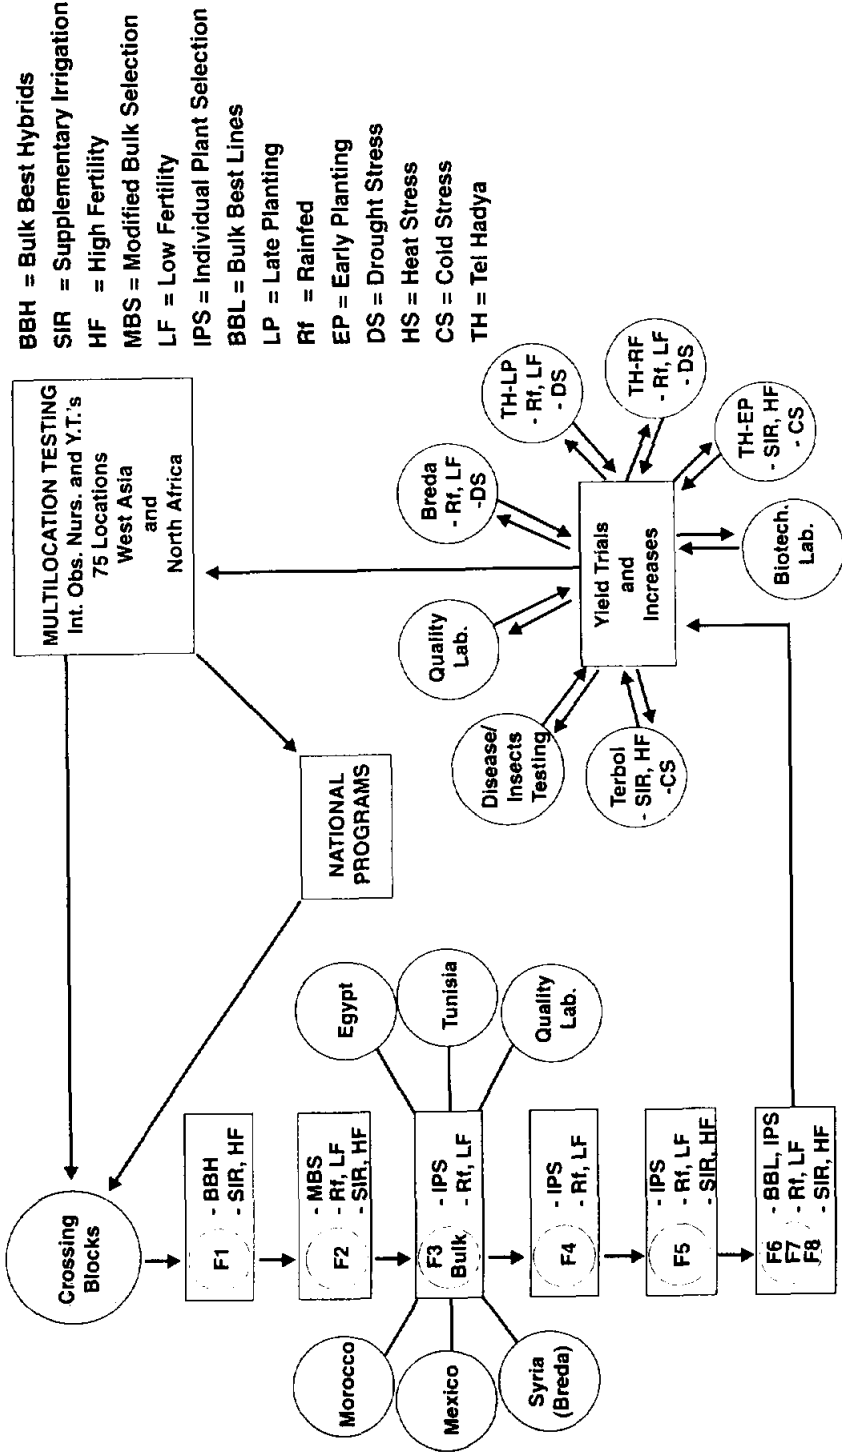 Crossing
Blocks
F1
- BBH
- SIR, HF
F2
- MBS
- Rf, LF
- SIR, HF
Morocco
Mexico
Syria
(Breda)
F3
Bulk
- IPS
- Rf, LF
Egypt
Tunisia
Quality
Lab.
F4
- IPS
- Rf, LF
F5
- IPS
- Rf, LF
- SIR, HF
F6
F7
F8
- BBL, IPS
- Rf, LF
- SIR, HF
NATIONAL
PROGRAMS
MULTILOCATION TESTING
Int. Obs. Nurs. and Y.T.'s
75 Locations
West Asia
and
North Africa
Quality
Lab.
Breda
- Rf, LF
-DS
TH-LP
- Rf, LF
- DS
Disease/
Insects
Testing
Yield Trials
and
Increases
TH-RF
- Rf, LF
- DS
Terbol
- SIR, HF
-CS
TH-EP
- SIR, HF
- CS
Biotech.
Lab.
BBH = Bulk Best Hybrids
SIR = Supplementary Irrigation
HF = High Fertility
MBS = Modified Bulk Selection
LF = Low Fertility
IPS = Individual Plant Selection
BBL = Bulk Best Lines
LP = Late Planting
Rf = Rainfed
EP = Early Planting
DS = Drought Stress
HS = Heat Stress
CS = Cold Stress
TH = Tel Hadya